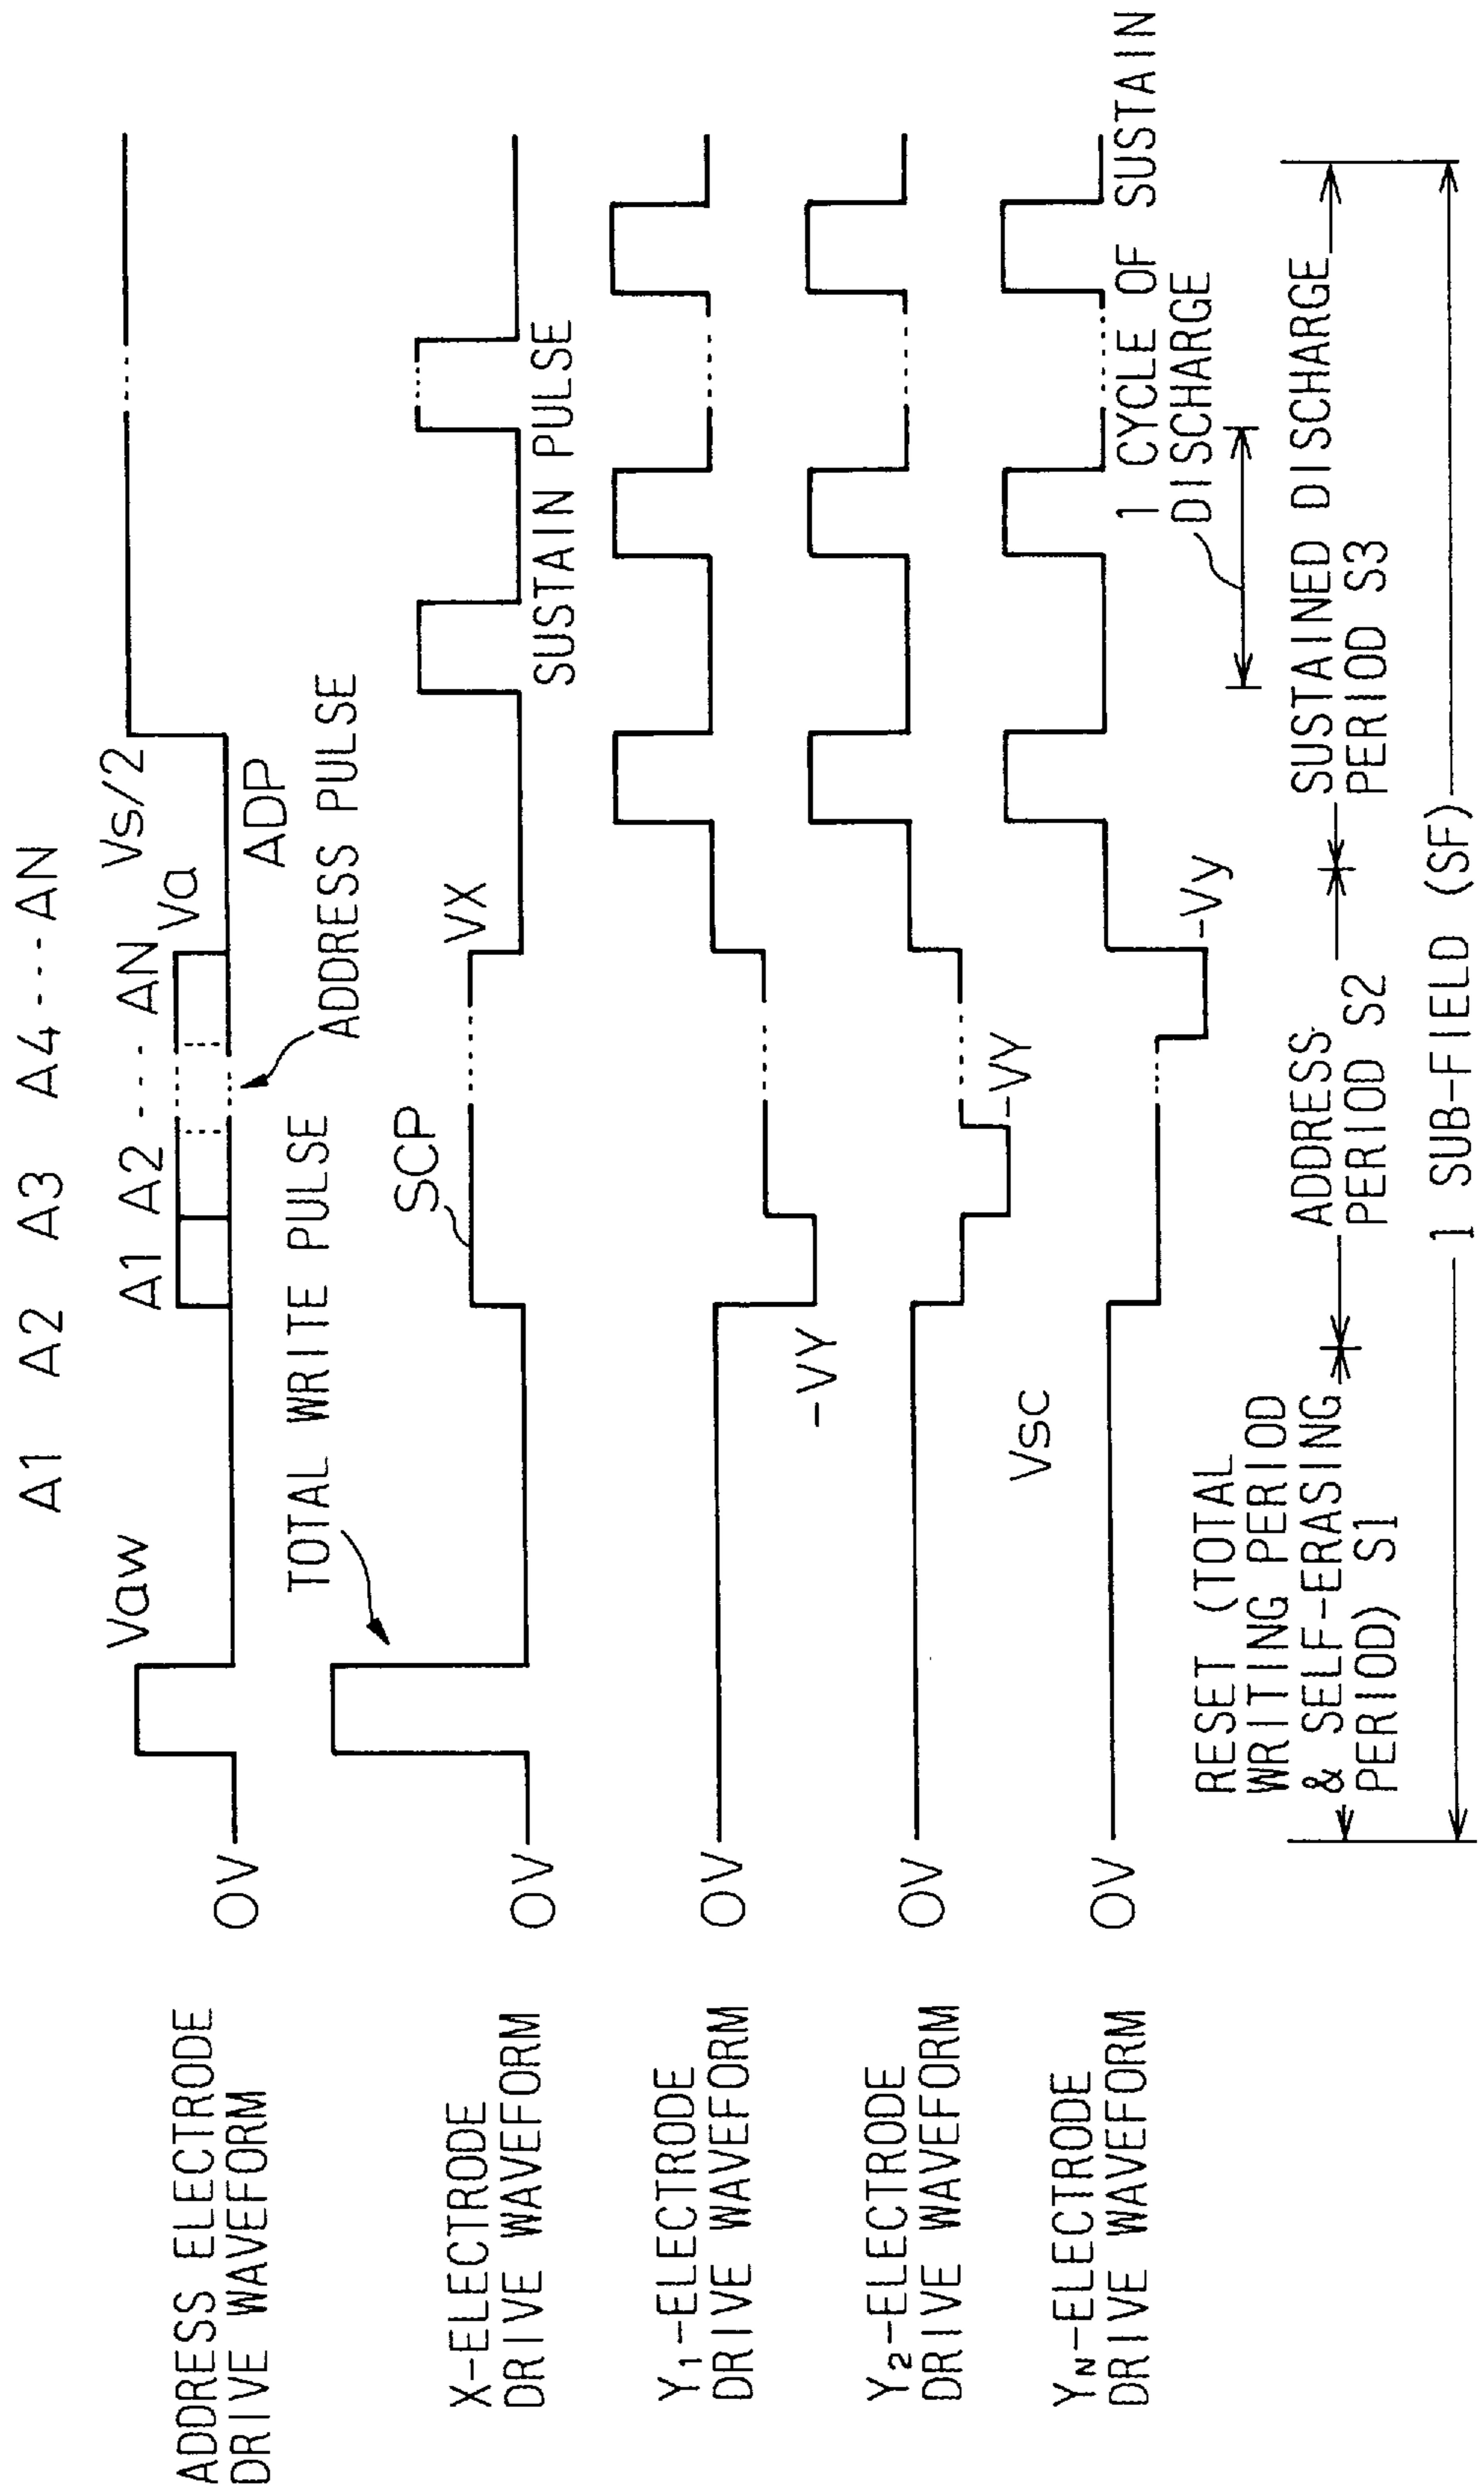 A1 A2 A3 A4 --- AN
ADDRESS ELECTRODE
DRIVE WAVEFORM
0V
Vaw
A1 A2 --- AN
Va
Vs/2
ADP
ADDRESS PULSE
TOTAL WRITE PULSE
X-ELECTRODE
DRIVE WAVEFORM
0V
SCP
VX
SUSTAIN PULSE
Y1-ELECTRODE
DRIVE WAVEFORM
0V
-VY
Y2-ELECTRODE
DRIVE WAVEFORM
0V
-VY
YN-ELECTRODE
DRIVE WAVEFORM
0V
Vsc
-Vy
1 CYCLE OF SUSTAIN
DISCHARGE
RESET (TOTAL
WRITING PERIOD
& SELF-ERASING
PERIOD) S1
ADDRESS
PERIOD S2
SUSTAINED DISCHARGE
PERIOD S3
1 SUB-FIELD (SF)